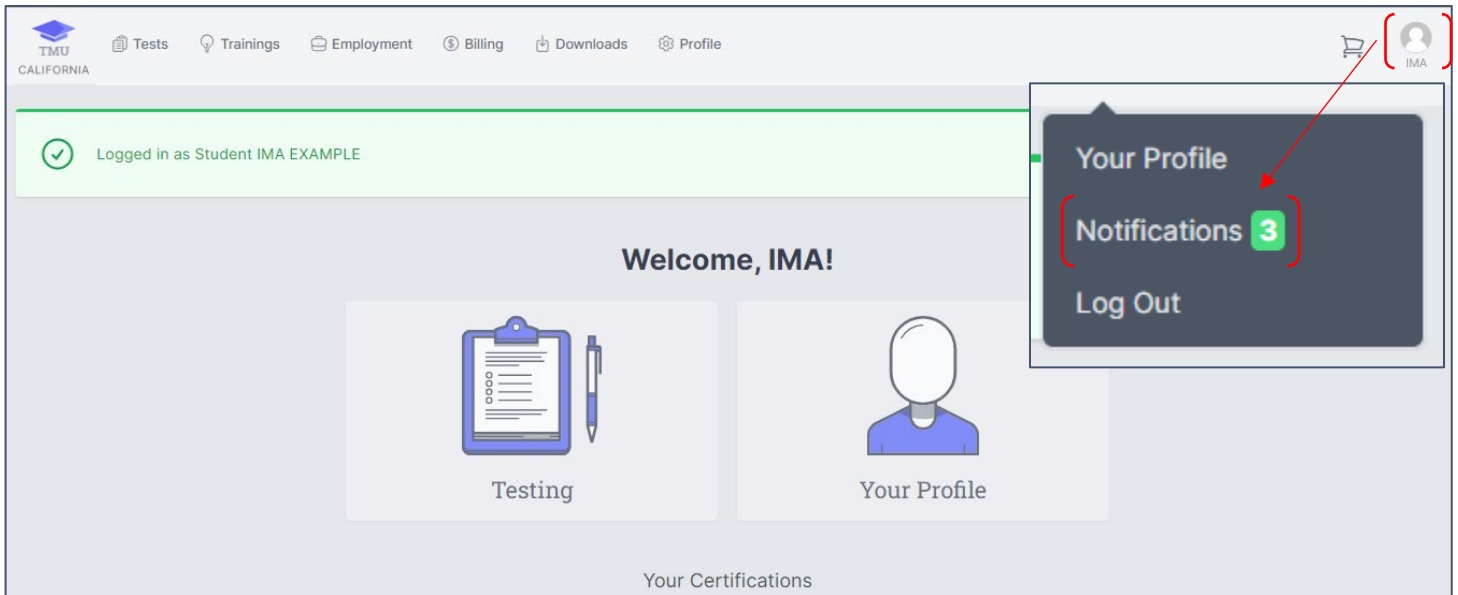 TMU
CALIFORNIA
Tests Trainings Employment Billing Downloads Profile
IMA
Logged in as Student IMA EXAMPLE
Your Profile
Notifications 3
Log Out
Welcome, IMA!
Testing
Your Profile
Your Certifications